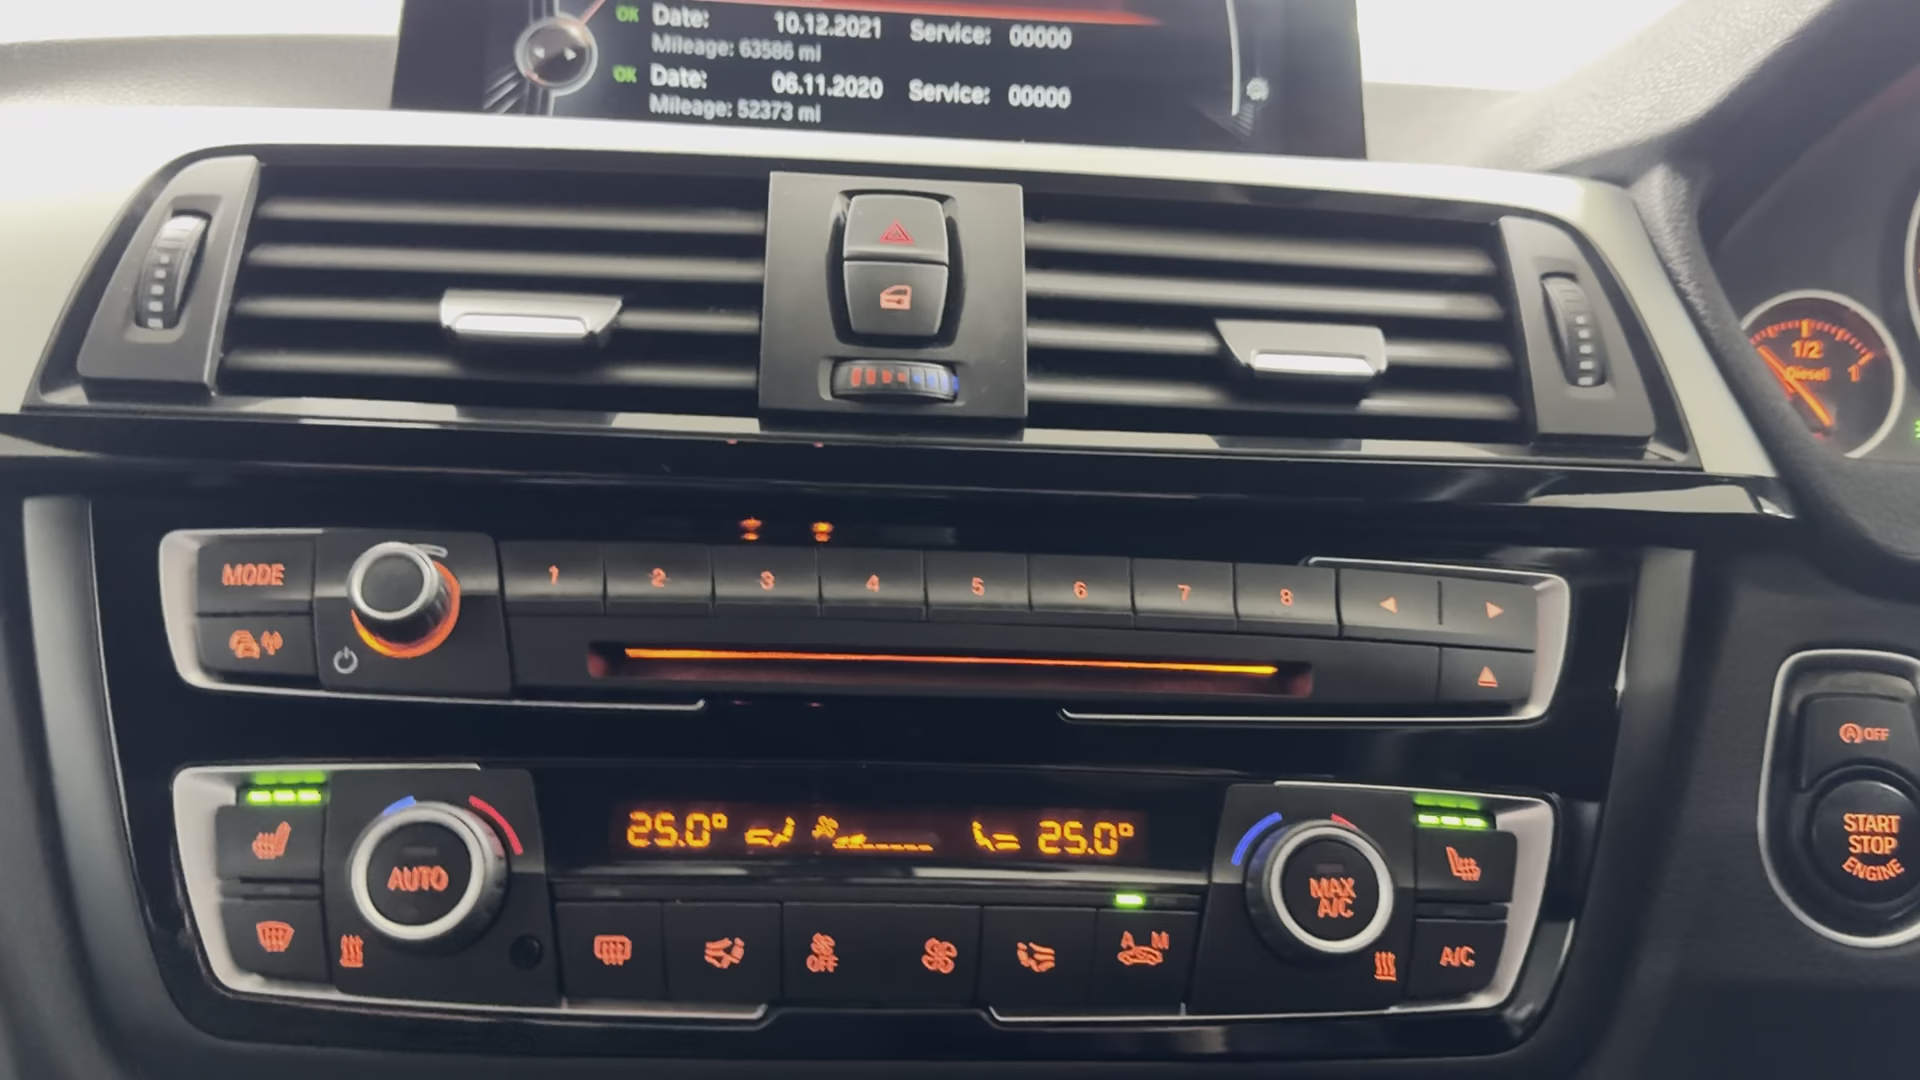 OK Date: 10.12.2021 Service: 00000
Mileage: 63586 mi
OK Date: 06.11.2020 Service: 00000
Mileage: 52373 mi
1/2
Diesel 1
MODE 1 2 3 4 5 6 7 8
A OFF
START
STOP
ENGINE
25.0° 25.0°
AUTO
MAX
A/C
A M
OFF
A/C